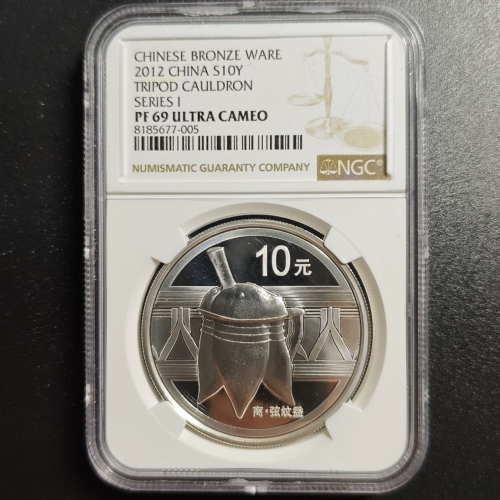 CHINESE BRONZE WARE
2012 CHINA S10Y
TRIPOD CAULDRON
SERIES I
PF 69 ULTRA CAMEO
8185677-005
NUMISMATIC GUARANTY COMPANY
NGC®
10元
商·弦紋盉